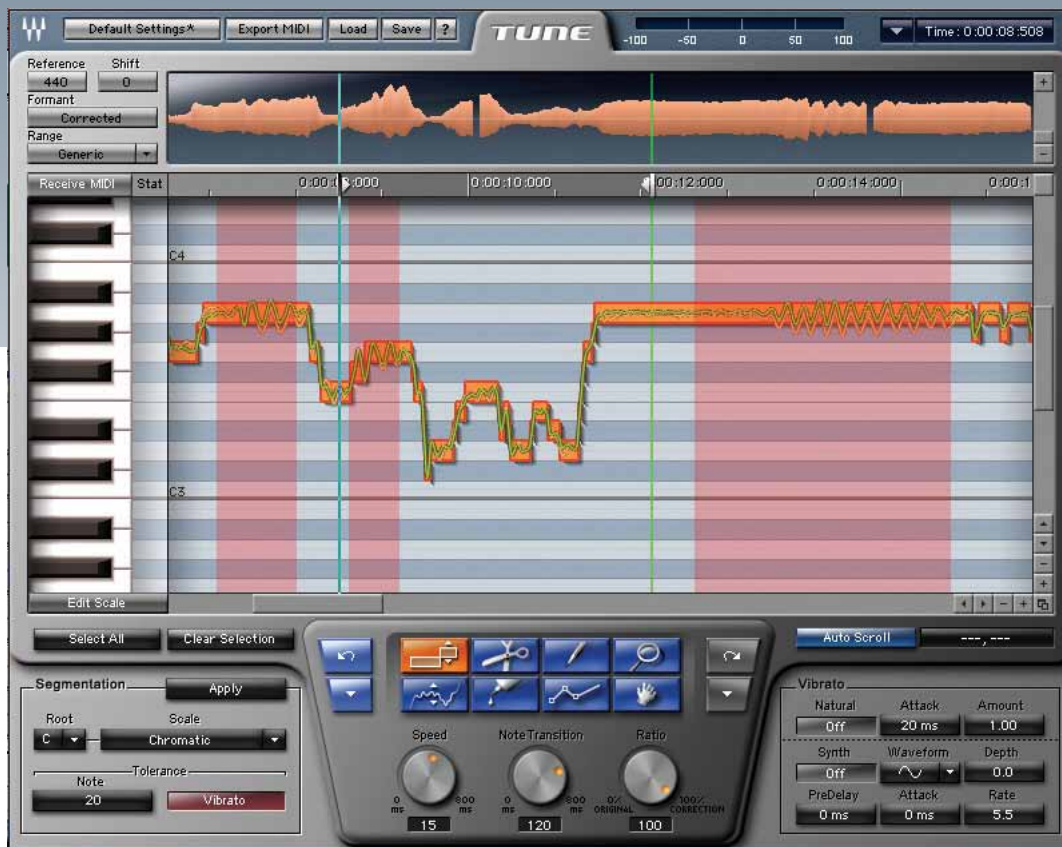 Default Settings*
Export MIDI
Load
Save
?
TUNE
-100 -50 0 50 100
Time: 0:00:08:508
Reference
Shift
440
0
Formant
Corrected
Range
Generic
Receive MIDI
Stat
:000
0:00:10:000
00:12:000
0:00:14:000
0:00:1
C4
C3
Edit Scale
Select All
Clear Selection
Auto Scroll
---,---
Segmentation
Apply
Root
Scale
C
Chromatic
Tolerance
Note
20
Vibrato
Speed
0 ms
800 ms
15
Note Transition
0 ms
800 ms
120
Ratio
0% ORIGINAL
100% CORRECTION
100
Vibrato
Natural
Attack
Amount
Off
20 ms
1.00
Synth
Waveform
Depth
Off
0.0
PreDelay
Attack
Rate
0 ms
0 ms
5.5